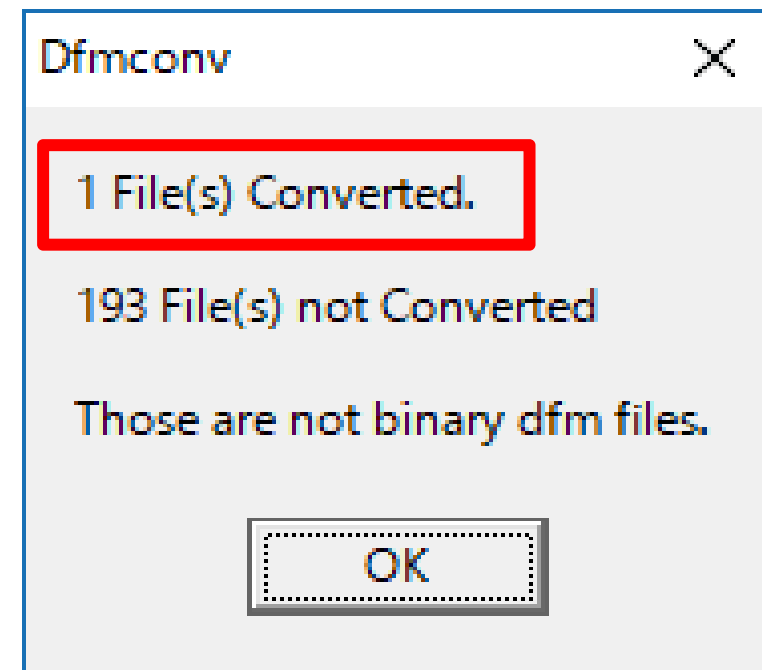 Dfmconv
1 File(s) Converted.
193 File(s) not Converted
Those are not binary dfm files.
OK